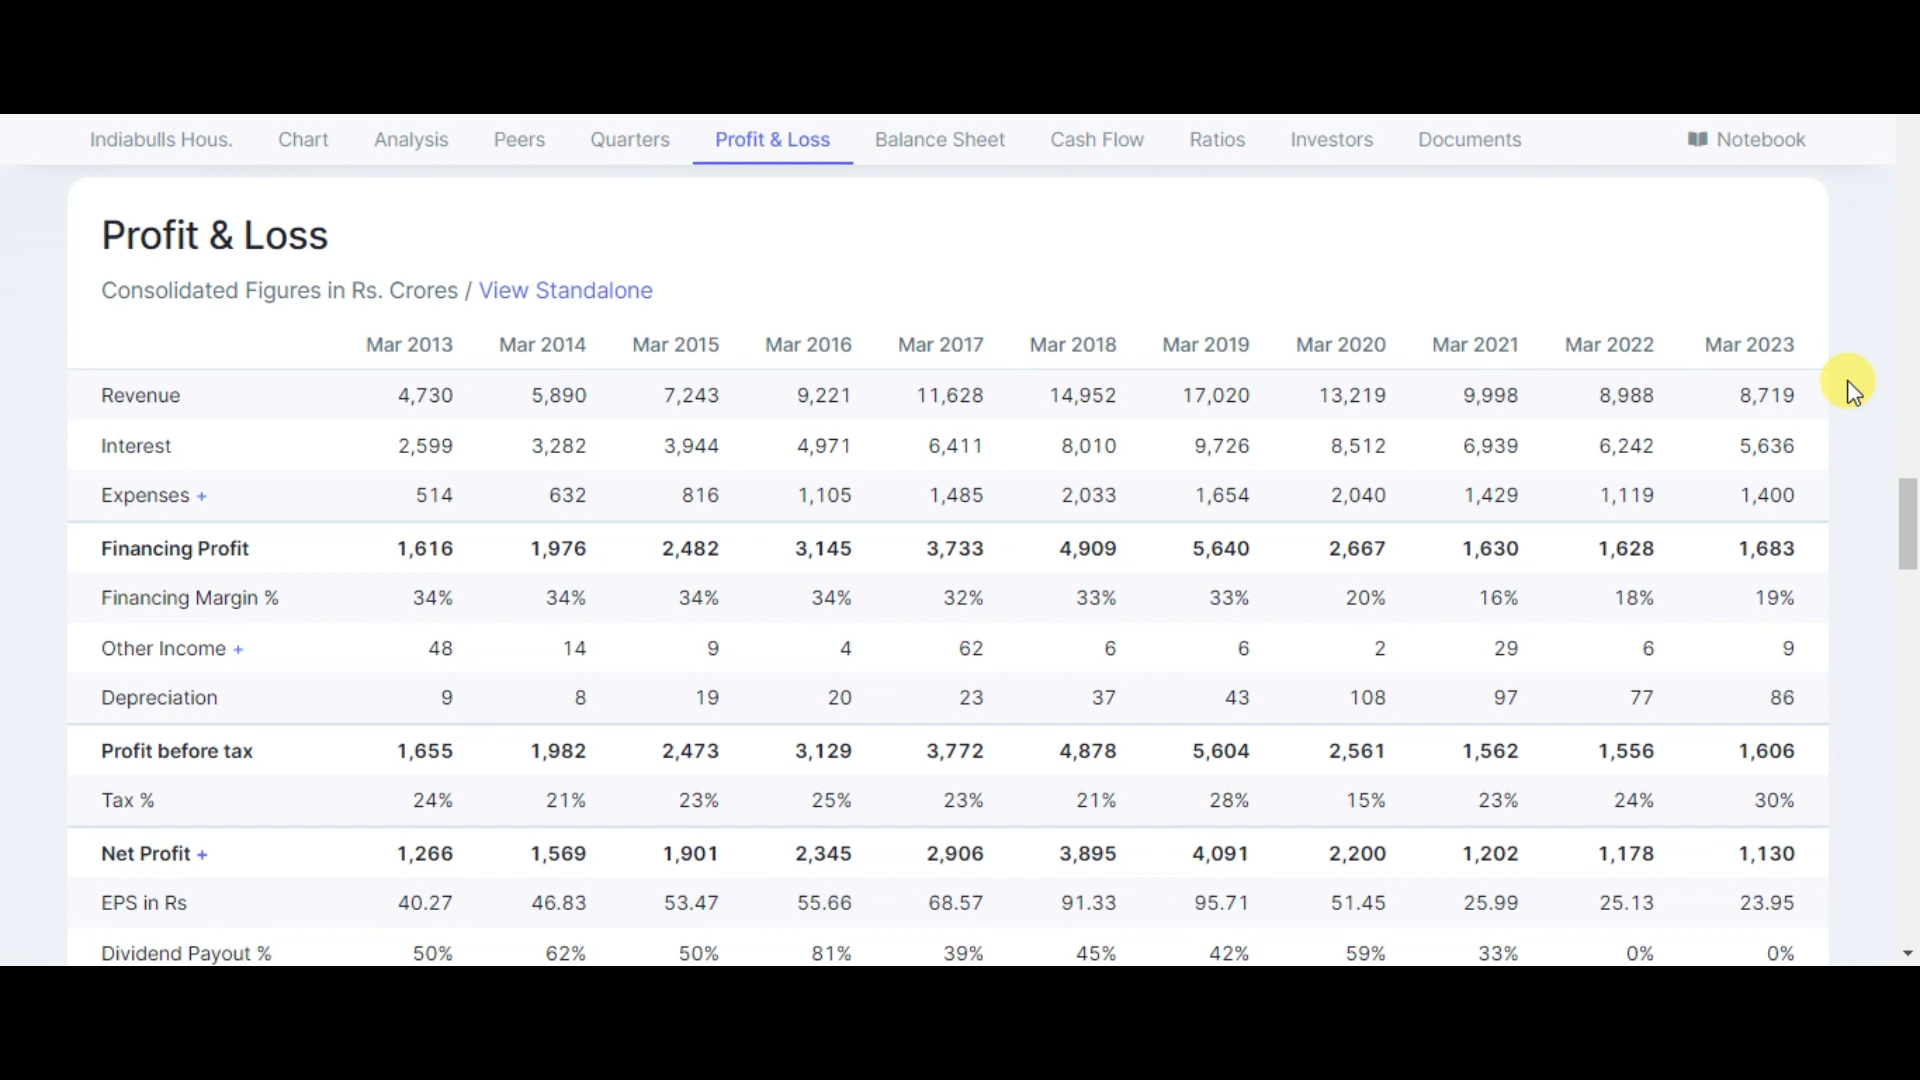 Indiabulls Hous. Chart Analysis Peers Quarters Profit & Loss Balance Sheet Cash Flow Ratios Investors Documents Notebook
Profit & Loss
Consolidated Figures in Rs. Crores / View Standalone
Mar 2013 Mar 2014 Mar 2015 Mar 2016 Mar 2017 Mar 2018 Mar 2019 Mar 2020 Mar 2021 Mar 2022 Mar 2023
Revenue 4,730 5,890 7,243 9,221 11,628 14,952 17,020 13,219 9,998 8,988 8,719
Interest 2,599 3,282 3,944 4,971 6,411 8,010 9,726 8,512 6,939 6,242 5,636
Expenses + 514 632 816 1,105 1,485 2,033 1,654 2,040 1,429 1,119 1,400
Financing Profit 1,616 1,976 2,482 3,145 3,733 4,909 5,640 2,667 1,630 1,628 1,683
Financing Margin % 34% 34% 34% 34% 32% 33% 33% 20% 16% 18% 19%
Other Income + 48 14 9 4 62 6 6 2 29 6 9
Depreciation 9 8 19 20 23 37 43 108 97 77 86
Profit before tax 1,655 1,982 2,473 3,129 3,772 4,878 5,604 2,561 1,562 1,556 1,606
Tax % 24% 21% 23% 25% 23% 21% 28% 15% 23% 24% 30%
Net Profit + 1,266 1,569 1,901 2,345 2,906 3,895 4,091 2,200 1,202 1,178 1,130
EPS in Rs 40.27 46.83 53.47 55.66 68.57 91.33 95.71 51.45 25.99 25.13 23.95
Dividend Payout % 50% 62% 50% 81% 39% 45% 42% 59% 33% 0% 0%